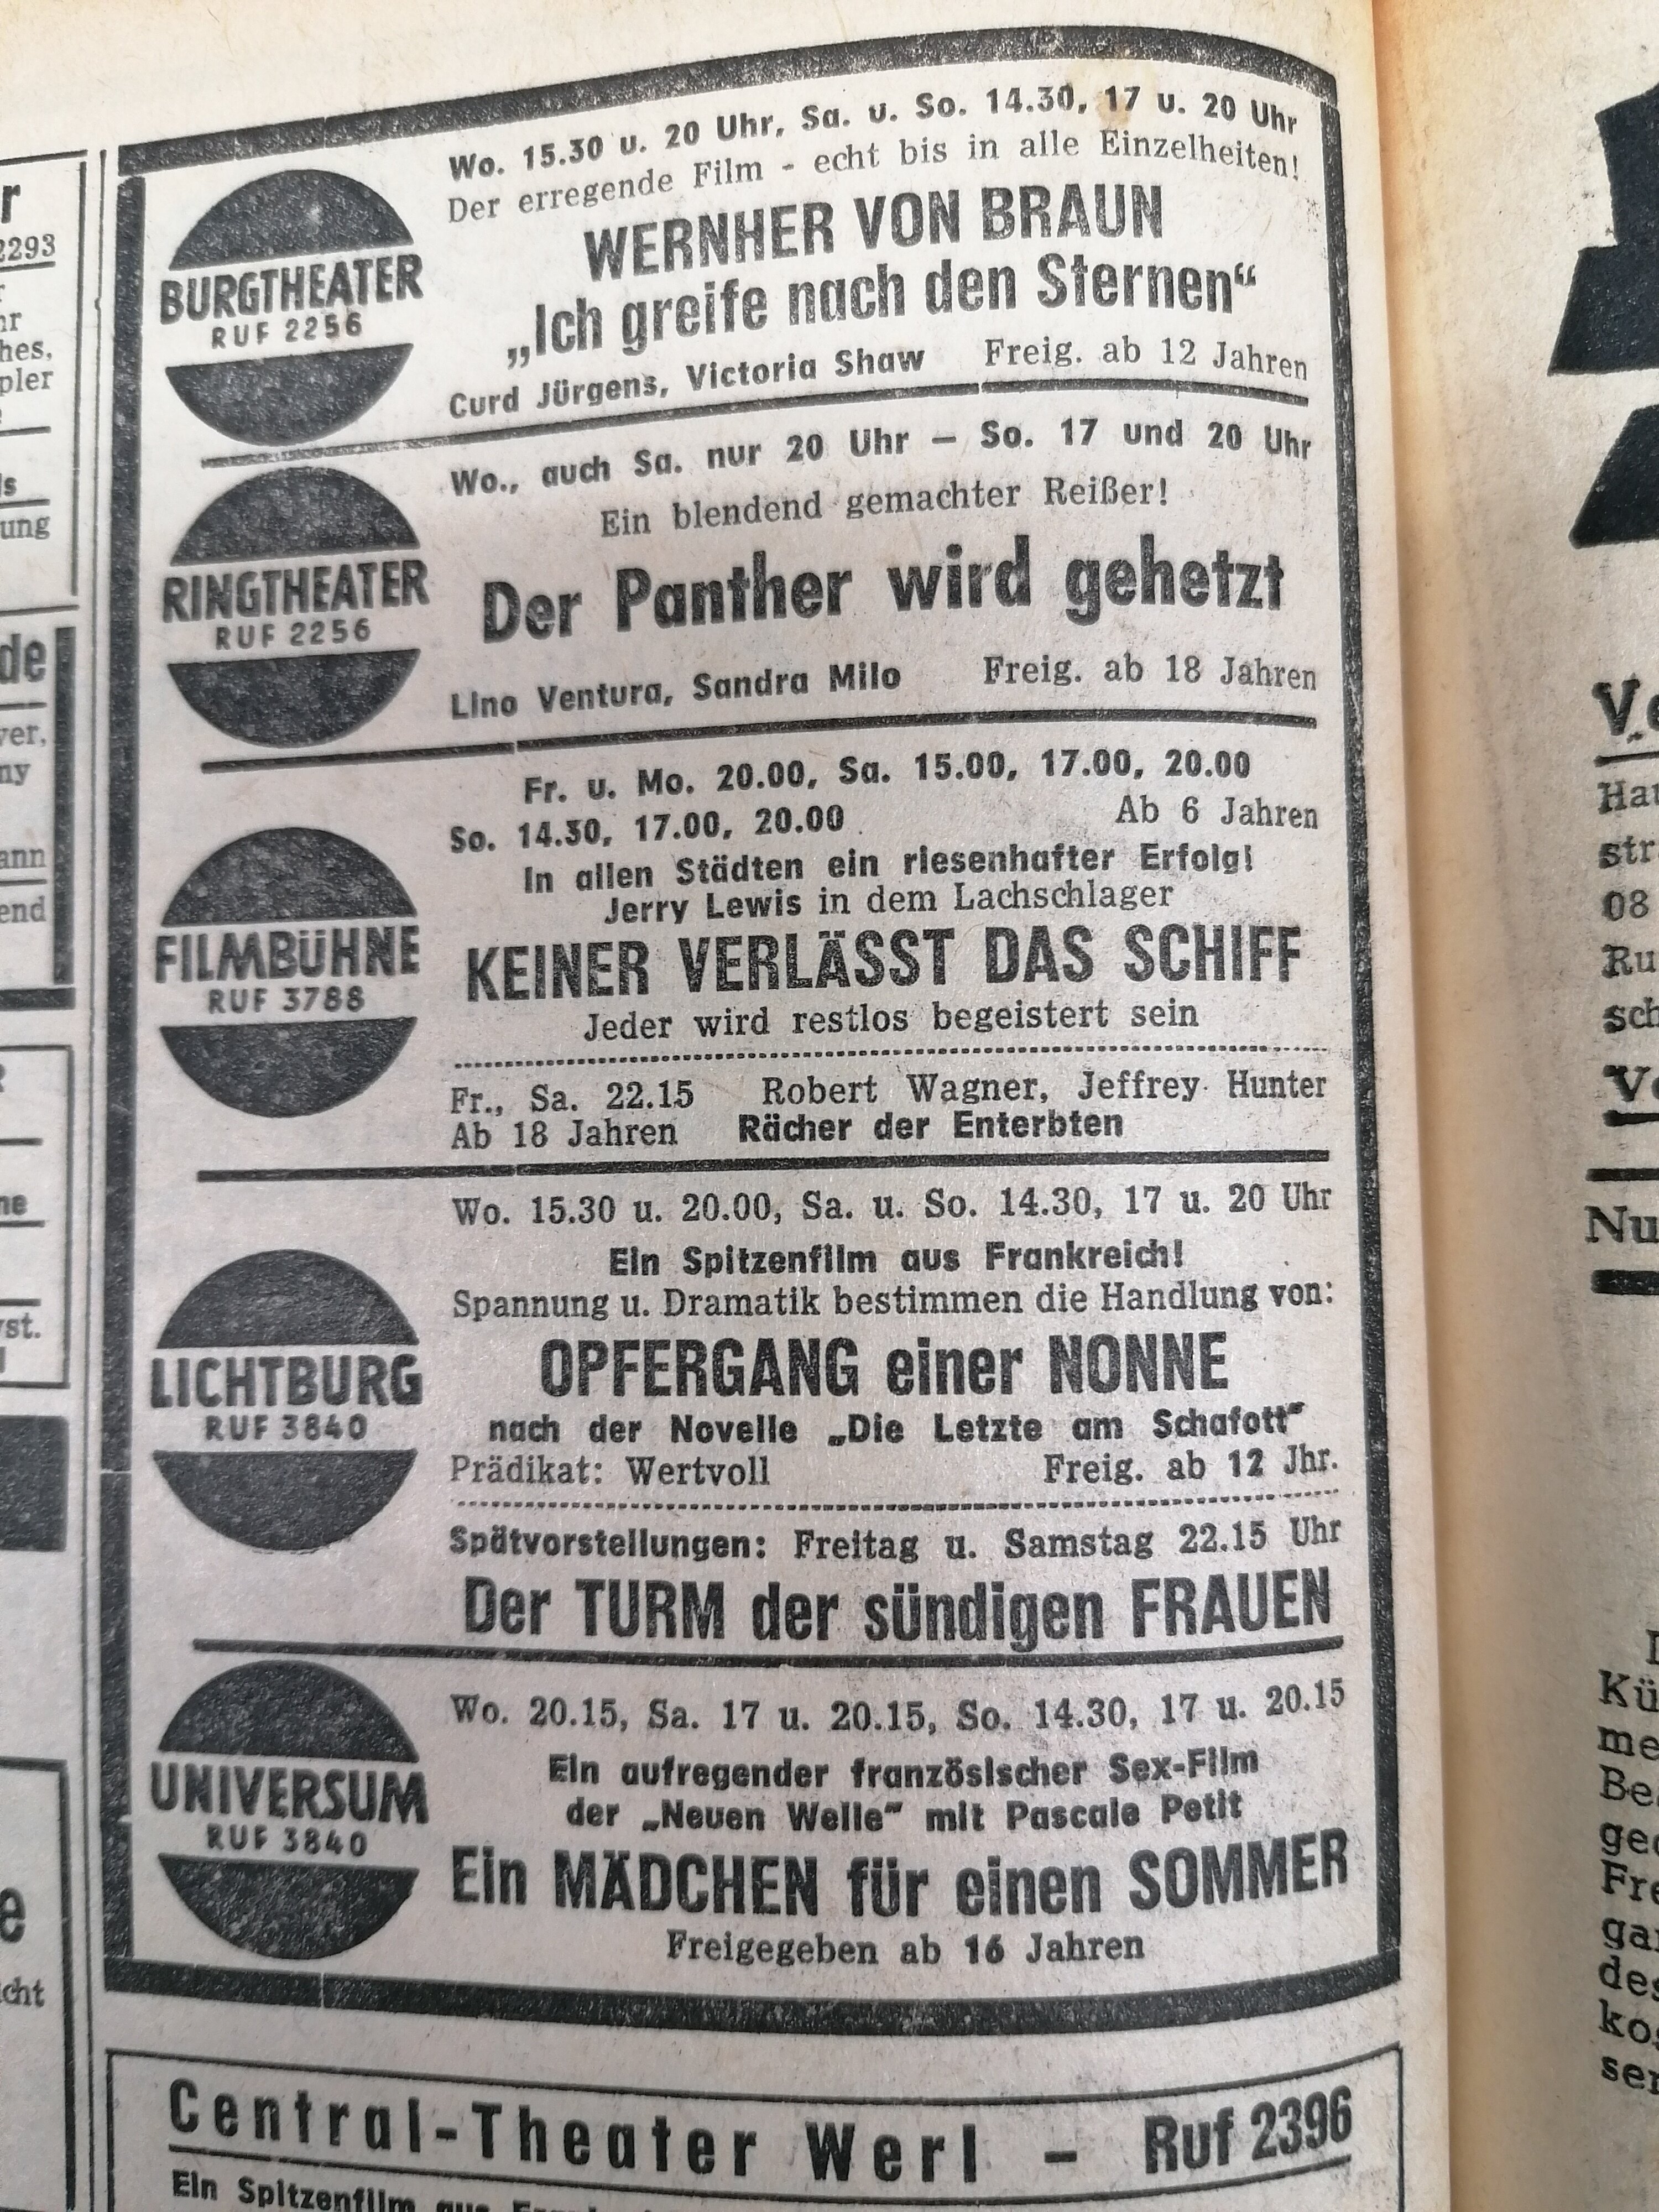 Wo. 15.30 u. 20 Uhr, Sa. u. So. 14.30, 17 u. 20 Uhr
Der erregende Film - echt bis in alle Einzelheiten!
WERNHER VON BRAUN
„Ich greife nach den Sternen“
Curd Jürgens, Victoria Shaw Freig. ab 12 Jahren
BURGTHEATER
RUF 2256
Wo., auch Sa. nur 20 Uhr — So. 17 und 20 Uhr
Ein blendend gemachter Reißer!
Der Panther wird gehetzt
Lino Ventura, Sandra Milo Freig. ab 18 Jahren
RINGTHEATER
RUF 2256
Fr. u. Mo. 20.00, Sa. 15.00, 17.00, 20.00
So. 14.30, 17.00, 20.00 Ab 6 Jahren
In allen Städten ein riesenhafter Erfolg!
Jerry Lewis in dem Lachschlager
KEINER VERLÄSST DAS SCHIFF
Jeder wird restlos begeistert sein
FILMBÜHNE
RUF 3788
Fr., Sa. 22.15 Robert Wagner, Jeffrey Hunter
Ab 18 Jahren Rächer der Enterbten
Wo. 15.30 u. 20.00, Sa. u. So. 14.30, 17 u. 20 Uhr
Ein Spitzenfilm aus Frankreich!
Spannung u. Dramatik bestimmen die Handlung von:
OPFERGANG einer NONNE
nach der Novelle „Die Letzte am Schafott“
Prädikat: Wertvoll Freig. ab 12 Jhr.
LICHTBURG
RUF 3840
Spätvorstellungen: Freitag u. Samstag 22.15 Uhr
Der TURM der sündigen FRAUEN
Wo. 20.15, Sa. 17 u. 20.15, So. 14.30, 17 u. 20.15
Ein aufregender französischer Sex-Film
der „Neuen Welle“ mit Pascale Petit
Ein MÄDCHEN für einen SOMMER
Freigegeben ab 16 Jahren
UNIVERSUM
RUF 3840
Central-Theater Werl — Ruf 2396
Ein Spitzenfilm aus